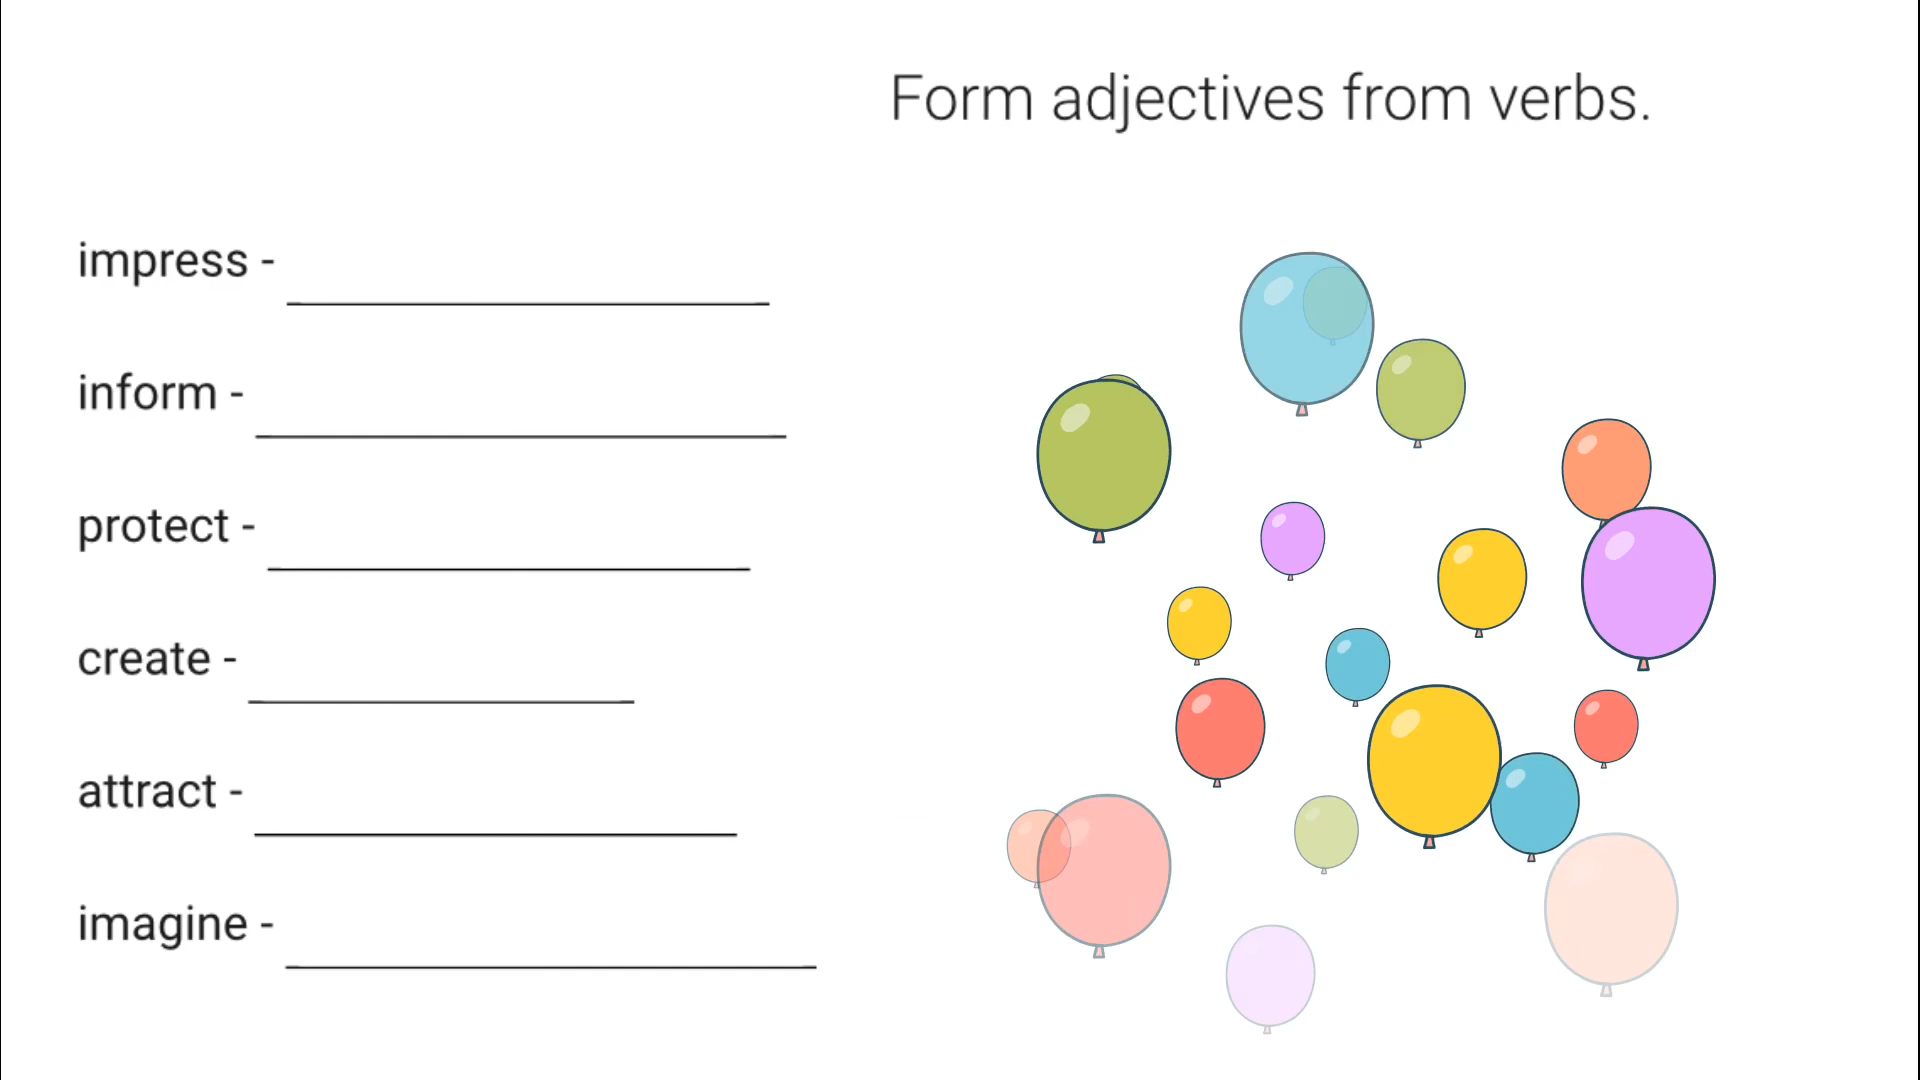 Form adjectives from verbs.
impress -
inform -
protect -
create -
attract -
imagine -